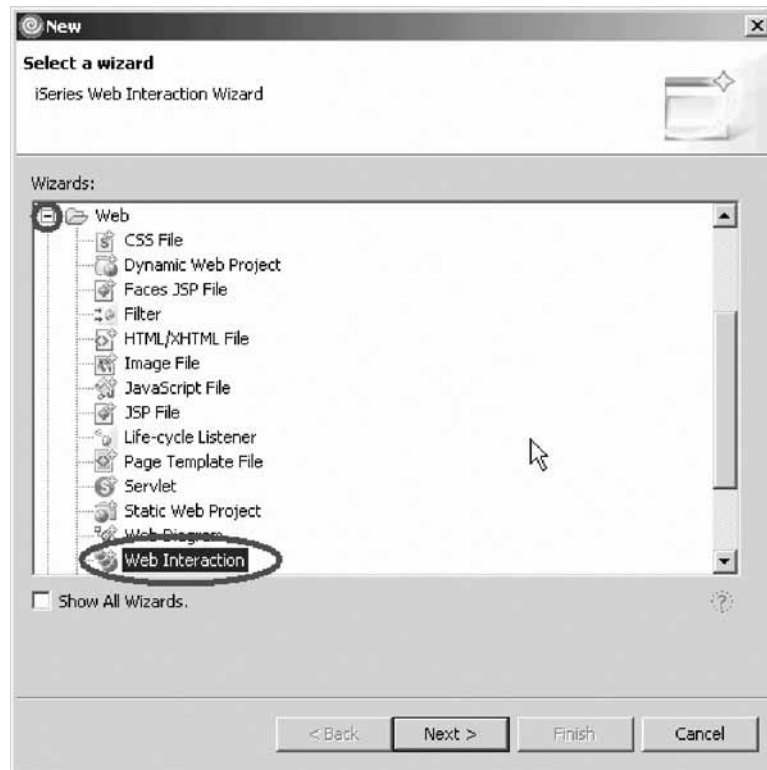 New
Select a wizard
iSeries Web Interaction Wizard
Wizards:
Web
CSS File
Dynamic Web Project
Faces JSP File
Filter
HTML/XHTML File
Image File
JavaScript File
JSP File
Life-cycle Listener
Page Template File
Servlet
Static Web Project
Web Diagram
Web Interaction
Show All Wizards.
< Back Next > Finish Cancel